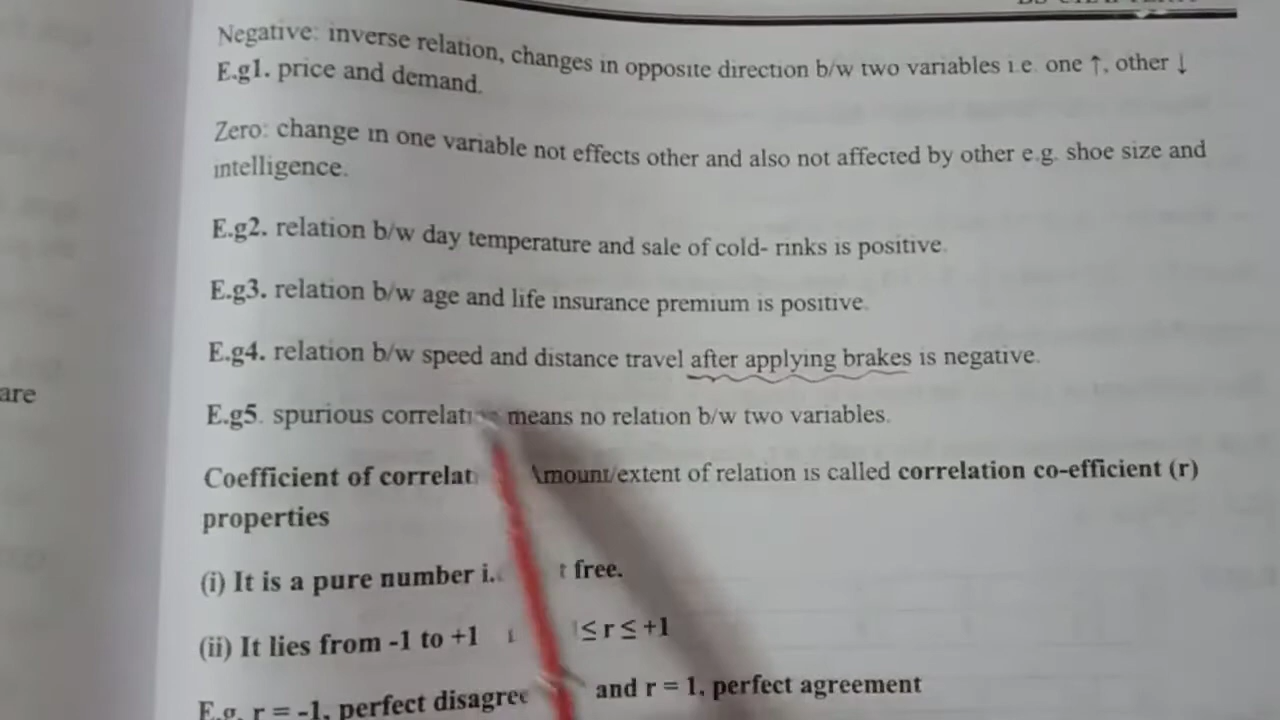 Negative: inverse relation, changes in opposite direction b/w two variables i.e. one ↑, other ↓
E.g1. price and demand.
Zero: change in one variable not effects other and also not affected by other e.g. shoe size and
intelligence.
E.g2. relation b/w day temperature and sale of cold- rinks is positive.
E.g3. relation b/w age and life insurance premium is positive.
are
E.g4. relation b/w speed and distance travel after applying brakes is negative.
E.g5. spurious means no relation b/w two variables.
Coefficient of /extent of relation is called correlation co-efficient (r)
properties
(i) It is a pure number free.
(ii) It lies from -1 to +1 ≤ r ≤ +1
E.g. r = -1, perfect and r = 1, perfect agreement